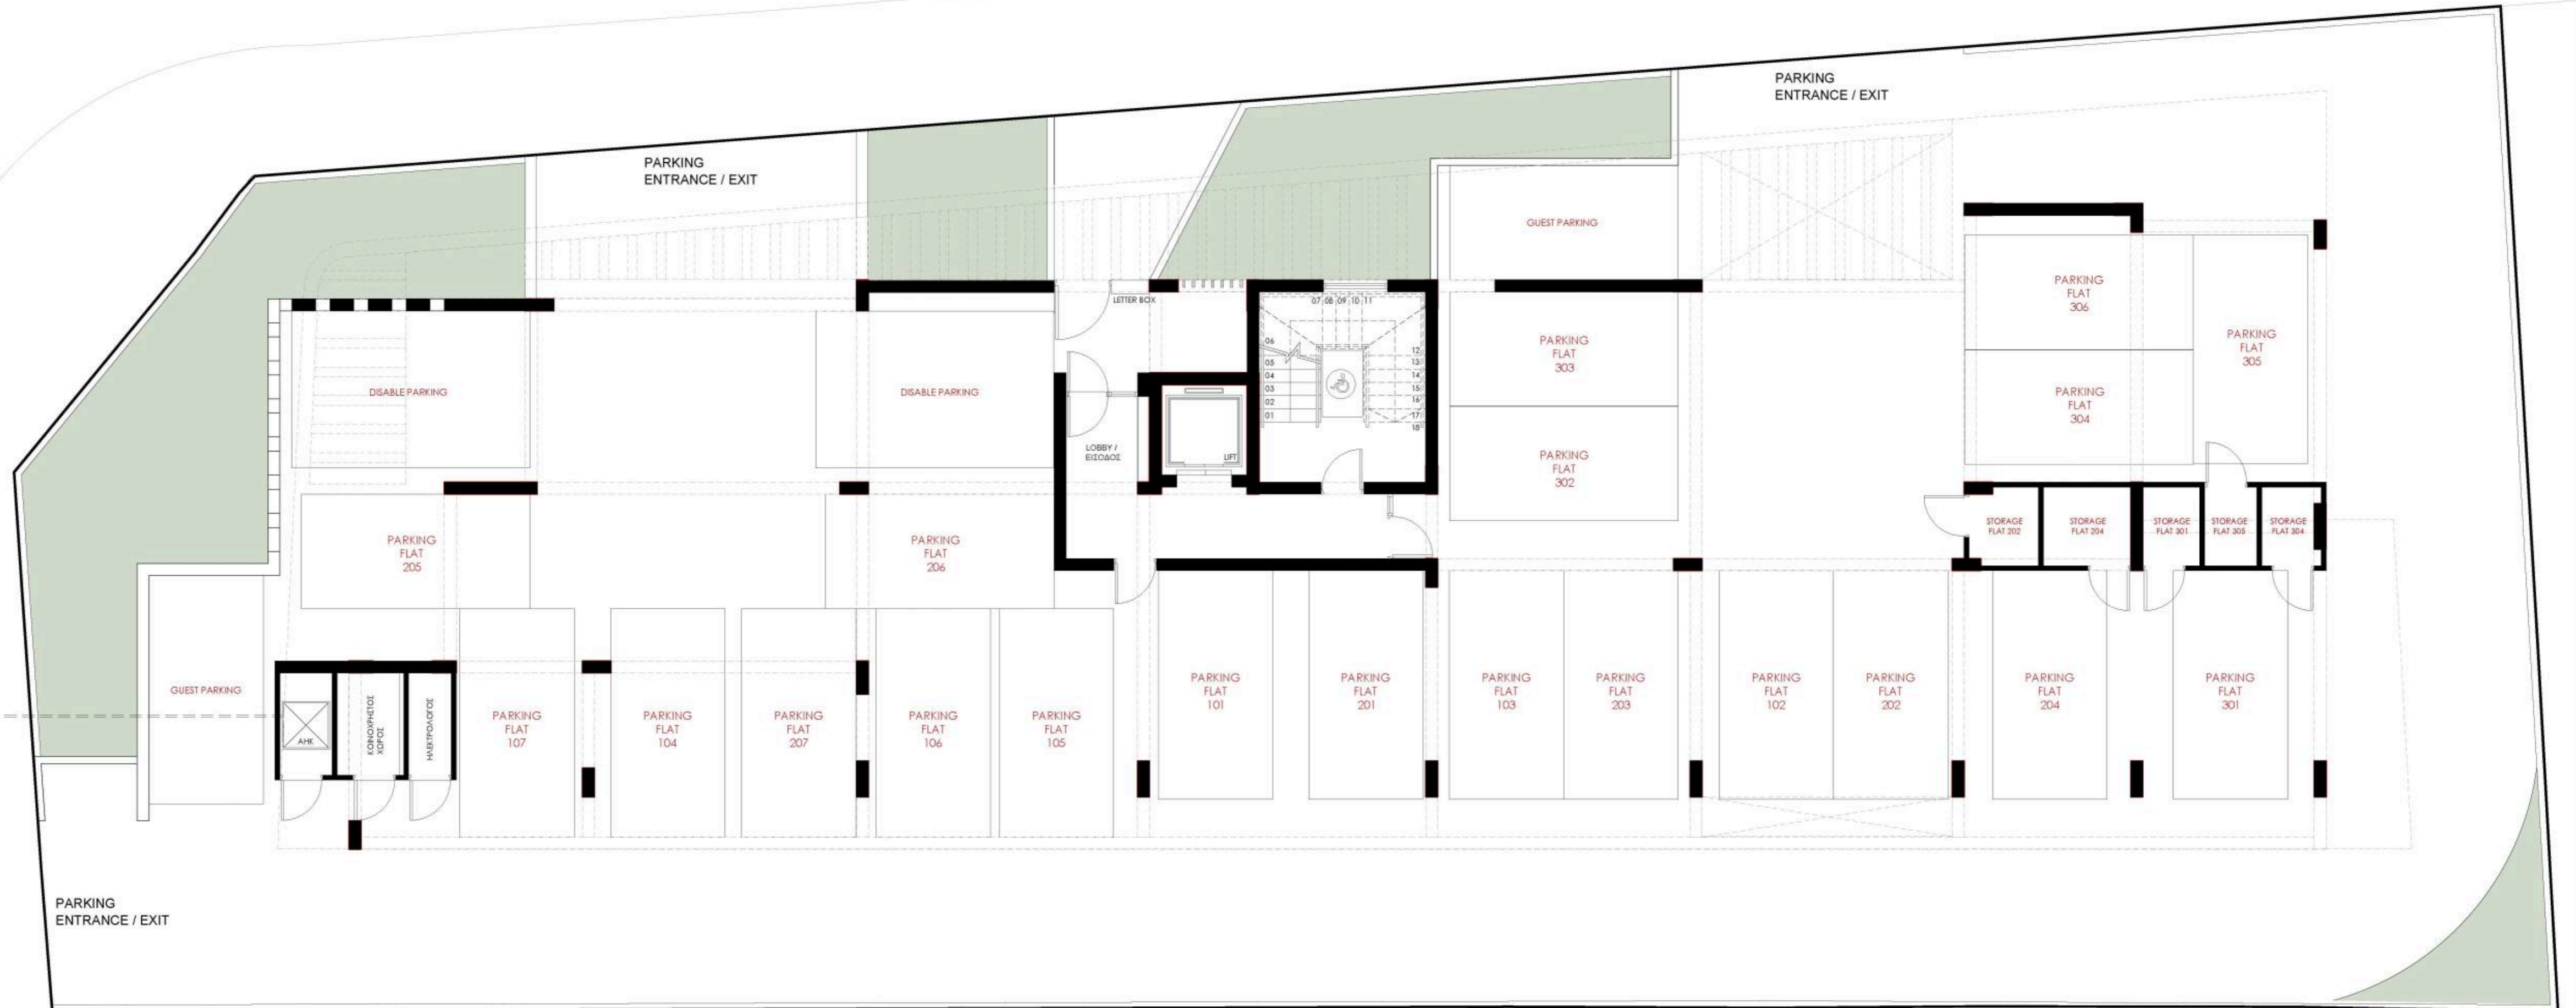 PARKING
ENTRANCE / EXIT
PARKING
ENTRANCE / EXIT
GUEST PARKING
LETTER BOX
07 08 09 10 11
06
05
04
03
02
01
12
13
14
15
16
17
18
DISABLE PARKING
DISABLE PARKING
LOBBY /
ΕΙΣΟΔΟΣ
LIFT
PARKING
FLAT
303
PARKING
FLAT
302
PARKING
FLAT
306
PARKING
FLAT
304
PARKING
FLAT
305
PARKING
FLAT
205
PARKING
FLAT
206
STORAGE
FLAT 202
STORAGE
FLAT 204
STORAGE
FLAT 301
STORAGE
FLAT 305
STORAGE
FLAT 304
GUEST PARKING
ΑΗΚ
ΚΟΙΝΟΧΡΗΣΤΟΣ
ΧΩΡΟΣ
ΗΛΕΚΤΡΟΛΟΓΟΣ
PARKING
FLAT
107
PARKING
FLAT
104
PARKING
FLAT
207
PARKING
FLAT
106
PARKING
FLAT
105
PARKING
FLAT
101
PARKING
FLAT
201
PARKING
FLAT
103
PARKING
FLAT
203
PARKING
FLAT
102
PARKING
FLAT
202
PARKING
FLAT
204
PARKING
FLAT
301
PARKING
ENTRANCE / EXIT